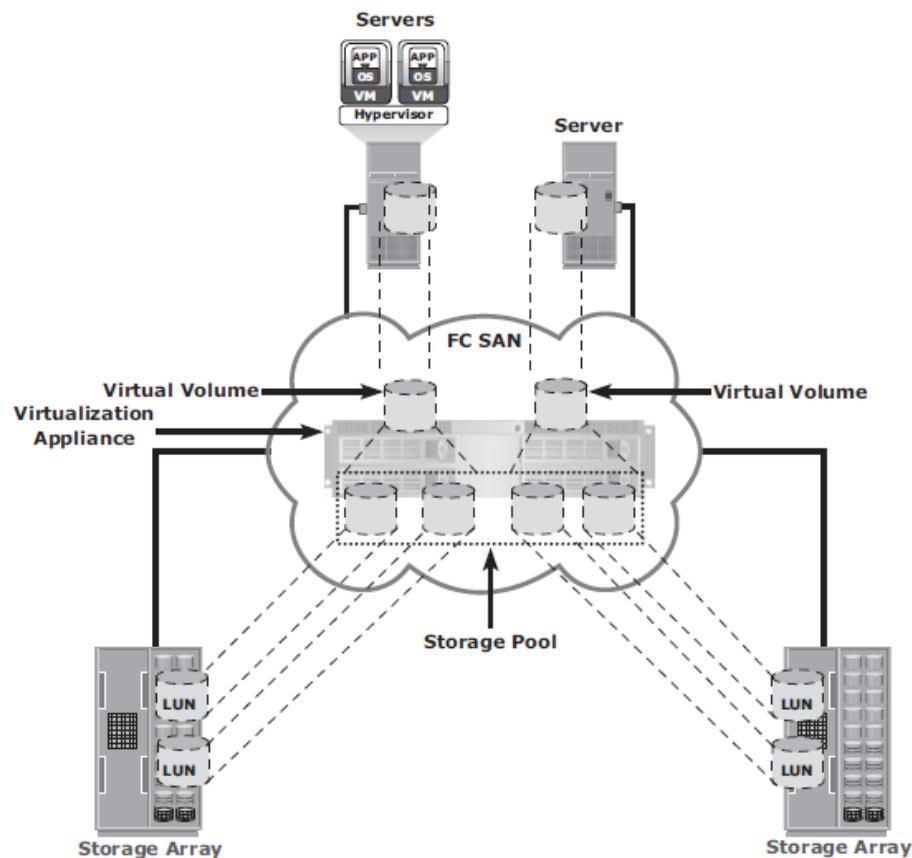 Servers
APP
OS
VM
APP
OS
VM
Hypervisor
Server
FC SAN
Virtual Volume
Virtual Volume
Virtualization
Appliance
Storage Pool
LUN
LUN
LUN
LUN
Storage Array
Storage Array